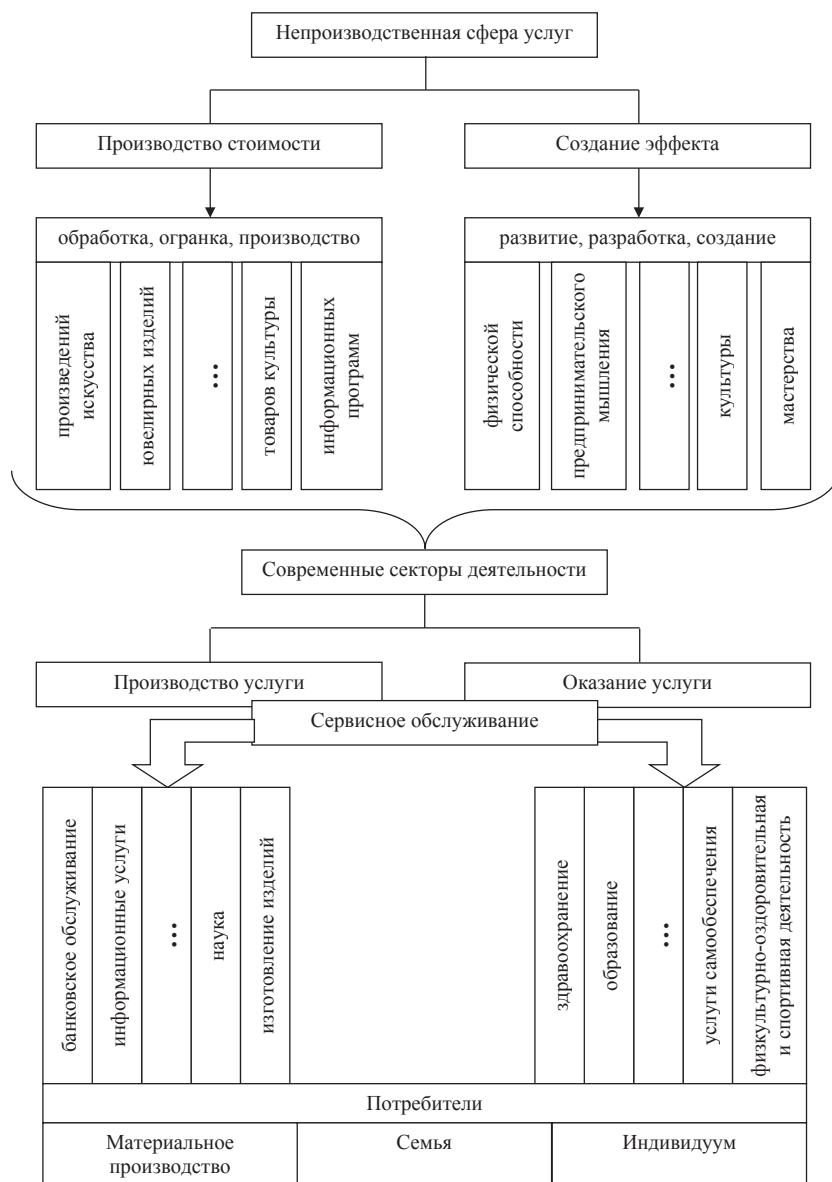 Непроизводственная сфера услуг
Производство стоимости
Создание эффекта
обработка, огранка, производство
развитие, разработка, создание
произведений
искусства
ювелирных изделий
...
товаров культуры
информационных
программ
физической
способности
предпринимательского
мышления
...
культуры
мастерства
Современные секторы деятельности
Производство услуги
Оказание услуги
Сервисное обслуживание
банковское обслуживание
информационные услуги
...
наука
изготовление изделий
здравоохранение
образование
...
услуги самообеспечения
физкультурно-оздоровительная
и спортивная деятельность
Потребители
Материальное
производство
Семья
Индивидуум